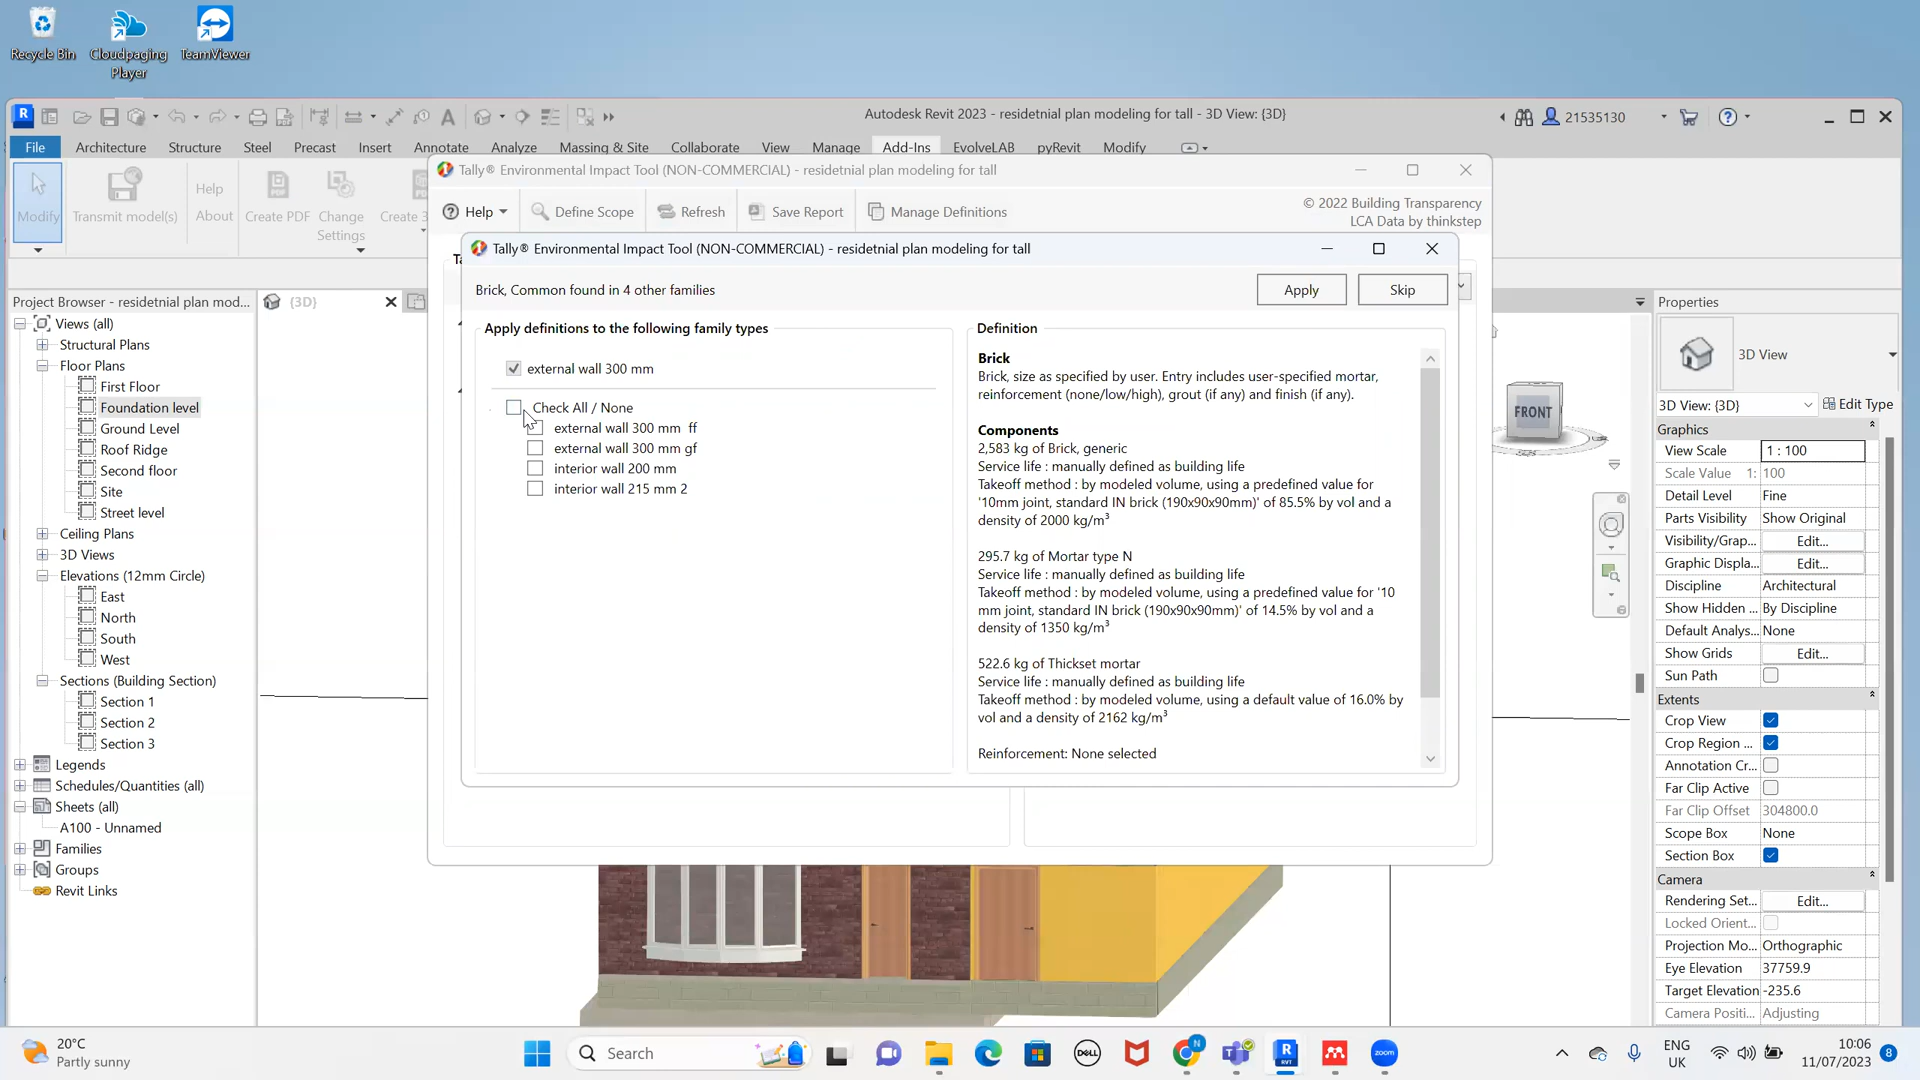 Recycle Bin
Cloudpaging
Player
TeamViewer
Autodesk Revit 2023 - residetnial plan modeling for tall - 3D View: {3D}
21535130
File Architecture Structure Steel Precast Insert Annotate Analyze Massing & Site Collaborate View Manage Add-Ins EvolveLAB pyRevit Modify
Modify
Transmit model(s)
Help
About
Create PDF
Change
Settings
Tally® Environmental Impact Tool (NON-COMMERCIAL) - residetnial plan modeling for tall
Help
Define Scope
Refresh
Save Report
Manage Definitions
© 2022 Building Transparency
LCA Data by thinkstep
Tally® Environmental Impact Tool (NON-COMMERCIAL) - residetnial plan modeling for tall
Brick, Common found in 4 other families
Apply
Skip
Apply definitions to the following family types
external wall 300 mm
Check All / None
external wall 300 mm ff
external wall 300 mm gf
interior wall 200 mm
interior wall 215 mm 2
Definition
Brick
Brick, size as specified by user. Entry includes user-specified mortar,
reinforcement (none/low/high), grout (if any) and finish (if any).
Components
2,583 kg of Brick, generic
Service life : manually defined as building life
Takeoff method : by modeled volume, using a predefined value for
'10mm joint, standard IN brick (190x90x90mm)' of 85.5% by vol and a
density of 2000 kg/m³
295.7 kg of Mortar type N
Service life : manually defined as building life
Takeoff method : by modeled volume, using a predefined value for '10
mm joint, standard IN brick (190x90x90mm)' of 14.5% by vol and a
density of 1350 kg/m³
522.6 kg of Thickset mortar
Service life : manually defined as building life
Takeoff method : by modeled volume, using a default value of 16.0% by
vol and a density of 2162 kg/m³
Reinforcement: None selected
Project Browser - residetnial plan mod...
{3D}
Views (all)
Structural Plans
Floor Plans
First Floor
Foundation level
Ground Level
Roof Ridge
Second floor
Site
Street level
Ceiling Plans
3D Views
Elevations (12mm Circle)
East
North
South
West
Sections (Building Section)
Section 1
Section 2
Section 3
Legends
Schedules/Quantities (all)
Sheets (all)
A100 - Unnamed
Families
Groups
Revit Links
FRONT
Properties
3D View
3D View: {3D}
Edit Type
Graphics
View Scale 1 : 100
Scale Value 1: 100
Detail Level Fine
Parts Visibility Show Original
Visibility/Grap... Edit...
Graphic Displa... Edit...
Discipline Architectural
Show Hidden ... By Discipline
Default Analys... None
Show Grids Edit...
Sun Path
Extents
Crop View
Crop Region ...
Annotation Cr...
Far Clip Active
Far Clip Offset 304800.0
Scope Box None
Section Box
Camera
Rendering Set... Edit...
Locked Orient...
Projection Mo... Orthographic
Eye Elevation 37759.9
Target Elevation -235.6
Camera Positi... Adjusting
20°C
Partly sunny
Search
DELL
N
RVT
zoom
ENG
UK
10:06
11/07/2023
8